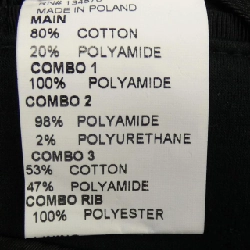 MADE IN POLAND
MAIN
80% COTTON
20% POLYAMIDE
COMBO 1
100% POLYAMIDE
COMBO 2
98% POLYAMIDE
2% POLYURETHANE
COMBO 3
53% COTTON
47% POLYAMIDE
COMBO RIB
100% POLYESTER